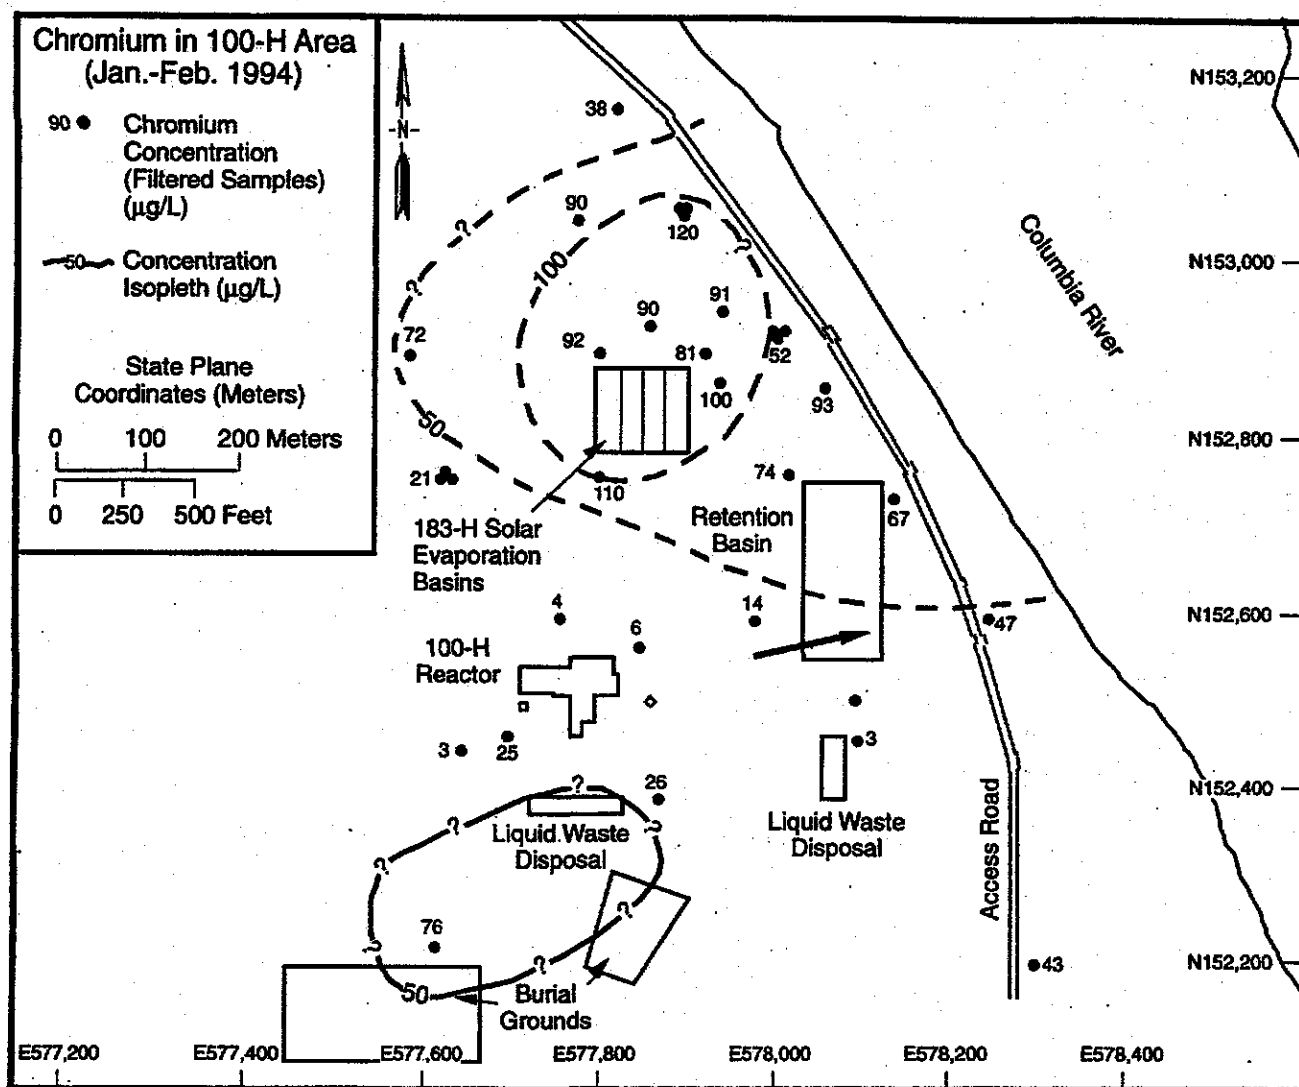 Chromium in 100-H Area
(Jan.-Feb. 1994)
90
Chromium
Concentration
(Filtered Samples)
(µg/L)
50
Concentration
Isopleth (µg/L)
State Plane
Coordinates (Meters)
0 100 200 Meters
0 250 500 Feet
-N-
38
N153,200
90
120
?
?
100
?
Columbia River
N153,000
72
90
91
92
81
52
100
93
50
N152,800
21
110
74
67
183-H Solar
Evaporation
Basins
Retention
Basin
4
6
14
47
N152,600
100-H
Reactor
3
25
3
?
26
?
?
?
Liquid Waste
Disposal
Liquid Waste
Disposal
Access Road
N152,400
?
76
?
?
50
Burial
Grounds
43
N152,200
E577,200
E577,400
E577,600
E577,800
E578,000
E578,200
E578,400